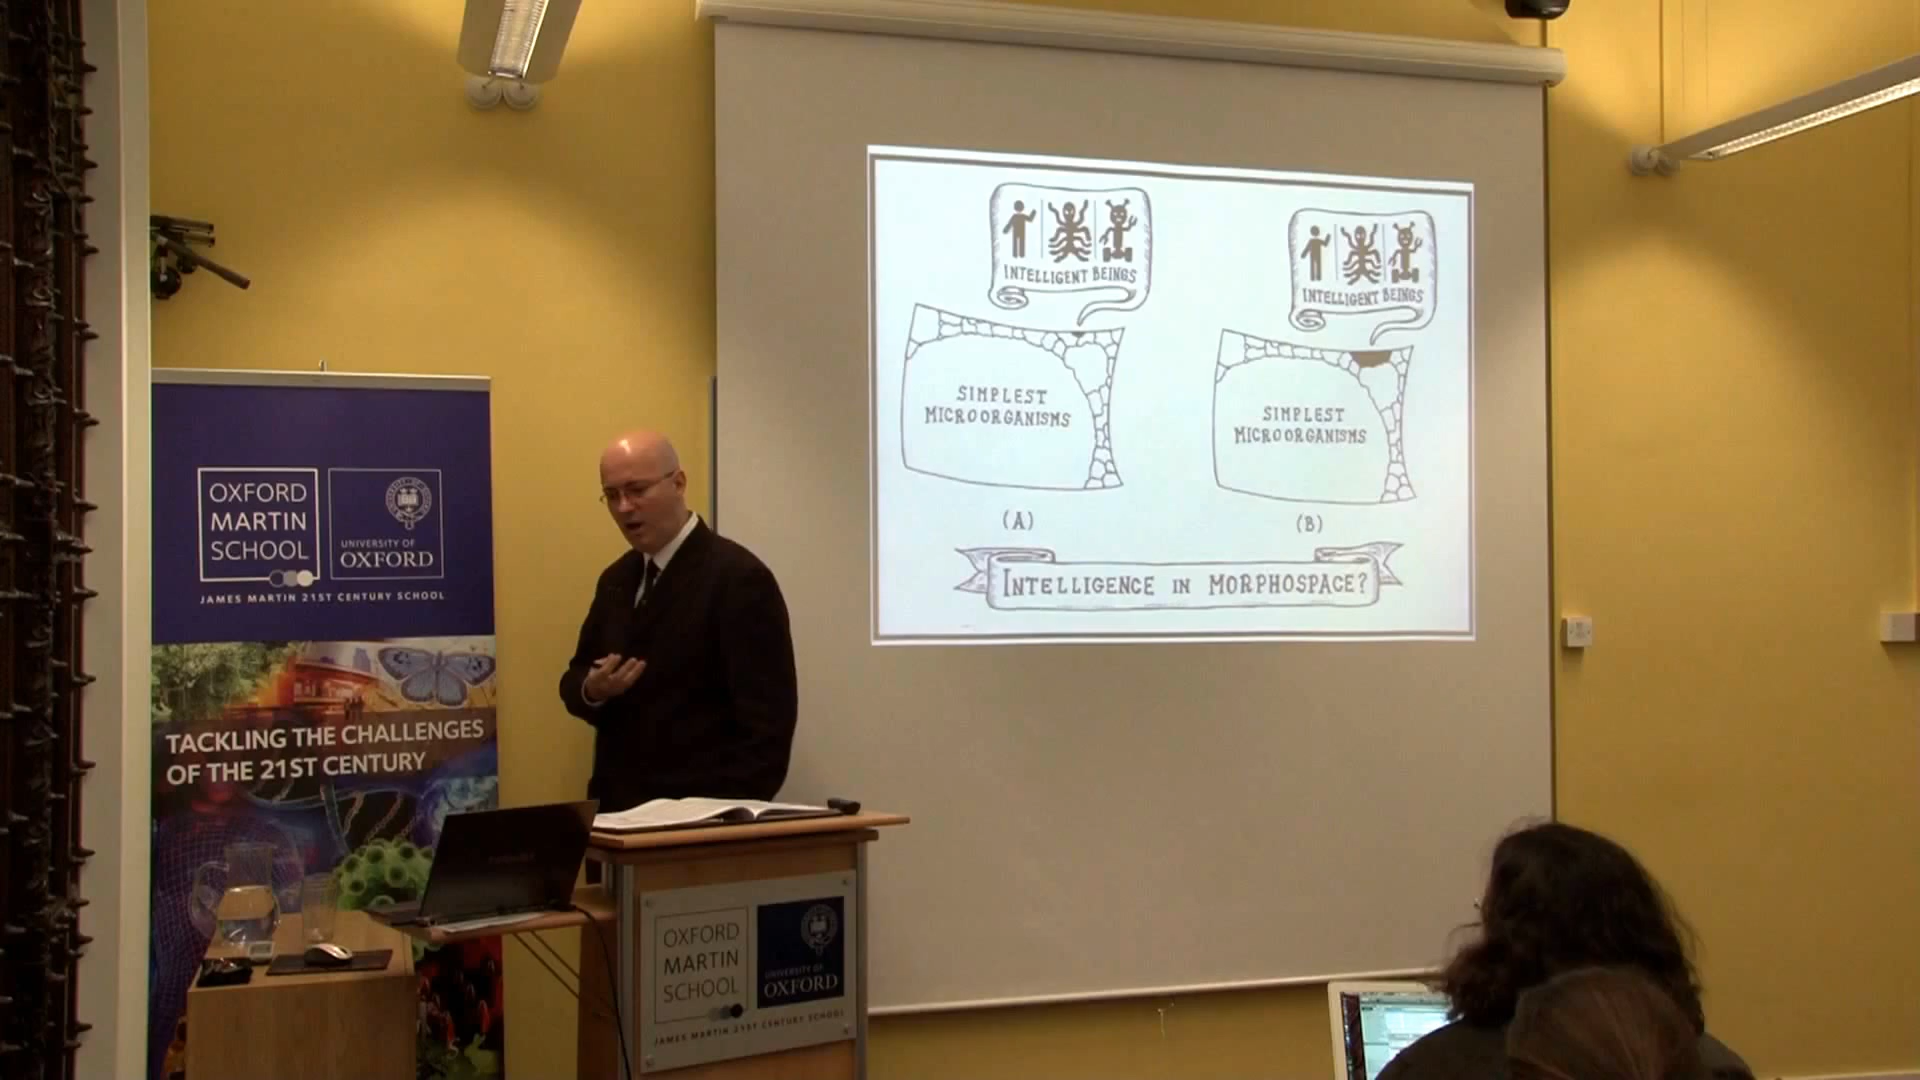 OXFORD
MARTIN
SCHOOL
UNIVERSITY OF
OXFORD
JAMES MARTIN 21ST CENTURY SCHOOL
TACKLING THE CHALLENGES
OF THE 21ST CENTURY
INTELLIGENT BEINGS
INTELLIGENT BEINGS
SIMPLEST
MICROORGANISMS
SIMPLEST
MICROORGANISMS
(A)
(B)
INTELLIGENCE IN MORPHOSPACE?
OXFORD
MARTIN
SCHOOL
UNIVERSITY OF
OXFORD
JAMES MARTIN 21ST CENTURY SCHOOL